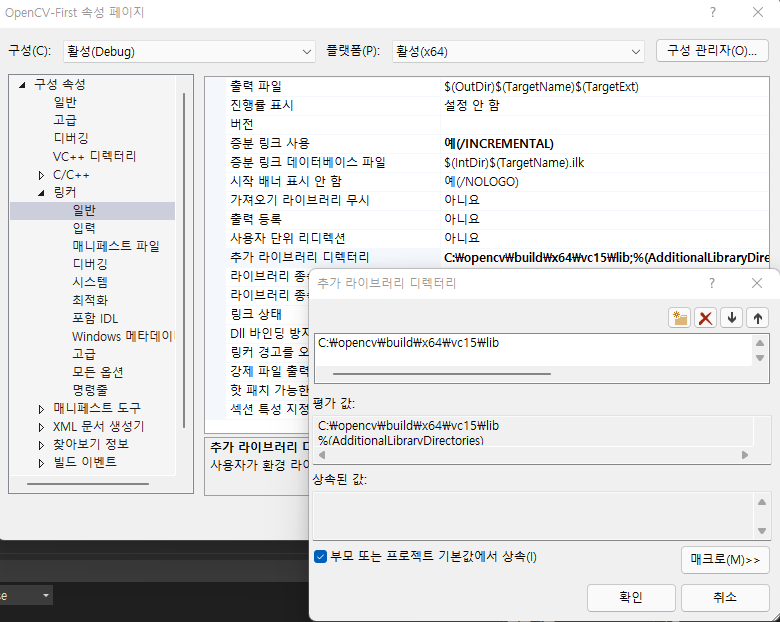 OpenCV-First 속성 페이지
?
구성(C):
활성(Debug)
플랫폼(P):
활성(x64)
구성 관리자(O)...
구성 속성
일반
고급
디버깅
VC++ 디렉터리
C/C++
링커
일반
입력
매니페스트 파일
디버깅
시스템
최적화
포함 IDL
Windows 메타데이
고급
모든 옵션
명령줄
매니페스트 도구
XML 문서 생성기
찾아보기 정보
빌드 이벤트
출력 파일 $(OutDir)$(TargetName)$(TargetExt)
진행률 표시 설정 안 함
버전
증분 링크 사용 예(/INCREMENTAL)
증분 링크 데이터베이스 파일 $(IntDir)$(TargetName).ilk
시작 배너 표시 안 함 예(/NOLOGO)
가져오기 라이브러리 무시 아니요
출력 등록 아니요
사용자 단위 리디렉션 아니요
추가 라이브러리 디렉터리 C:₩opencv₩build₩x64₩vc15₩lib;%(AdditionalLibraryDire
라이브러리 종
라이브러리 종
링크 상태
Dll 바인딩 방지
링커 경고를 오
강제 파일 출력
핫 패치 가능한
섹션 특성 지정
추가 라이브러리 디
사용자가 환경 라이
추가 라이브러리 디렉터리
?
C:₩opencv₩build₩x64₩vc15₩lib
평가 값:
C:₩opencv₩build₩x64₩vc15₩lib
%(AdditionalLibraryDirectories)
상속된 값:
부모 또는 프로젝트 기본값에서 상속(I)
매크로(M)>>
확인
취소
se